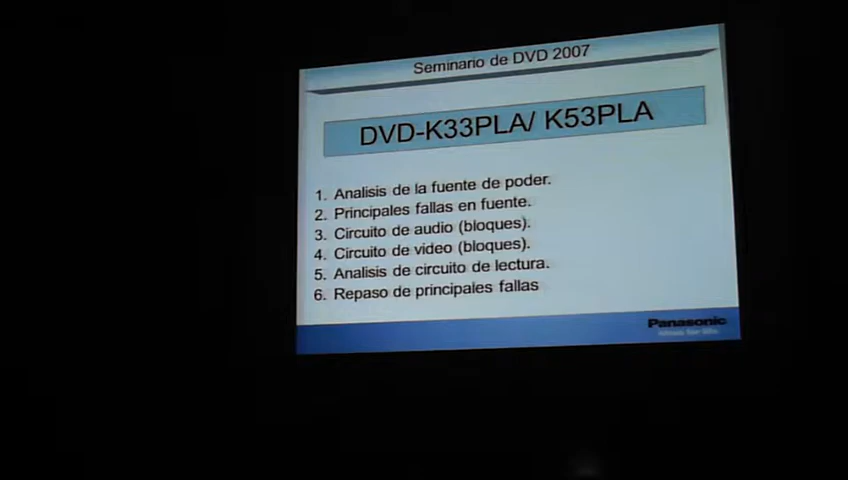 Seminario de DVD 2007
DVD-K33PLA/ K53PLA
1. Analisis de la fuente de poder.
2. Principales fallas en fuente.
3. Circuito de audio (bloques).
4. Circuito de video (bloques).
5. Analisis de circuito de lectura.
6. Repaso de principales fallas
Panasonic